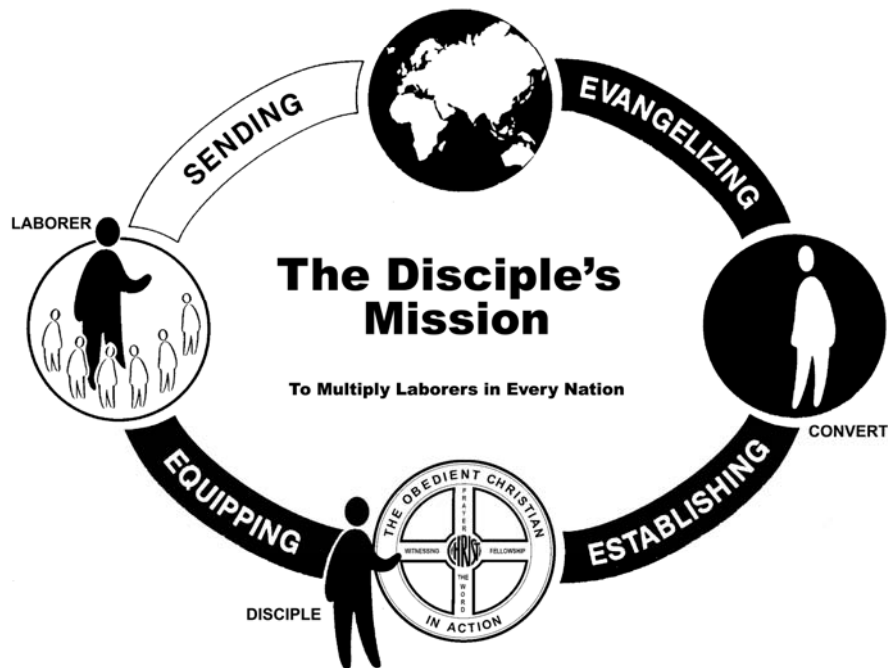 SENDING
EVANGELIZING
LABORER
The Disciple's
Mission
To Multiply Laborers in Every Nation
CONVERT
EQUIPPING
ESTABLISHING
THE OBEDIENT CHRISTIAN
PRAYER
WITNESSING
CHRIST
FELLOWSHIP
THE WORD
IN ACTION
DISCIPLE